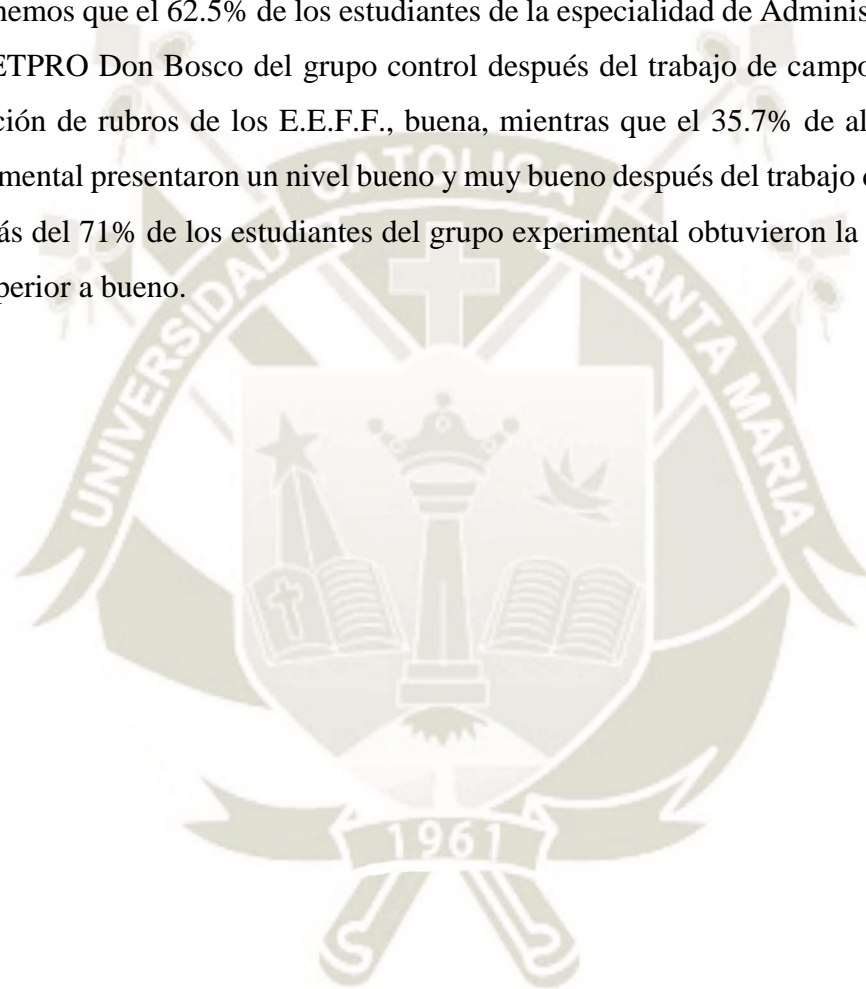 nemos que el 62.5% de los estudiantes de la especialidad de Adminis
ETPRO Don Bosco del grupo control después del trabajo de campo
ción de rubros de los E.E.F.F., buena, mientras que el 35.7% de al
mental presentaron un nivel bueno y muy bueno después del trabajo
ás del 71% de los estudiantes del grupo experimental obtuvieron la
perior a bueno.
UNIVERSIDAD CATOLICA SANTA MARIA
1961